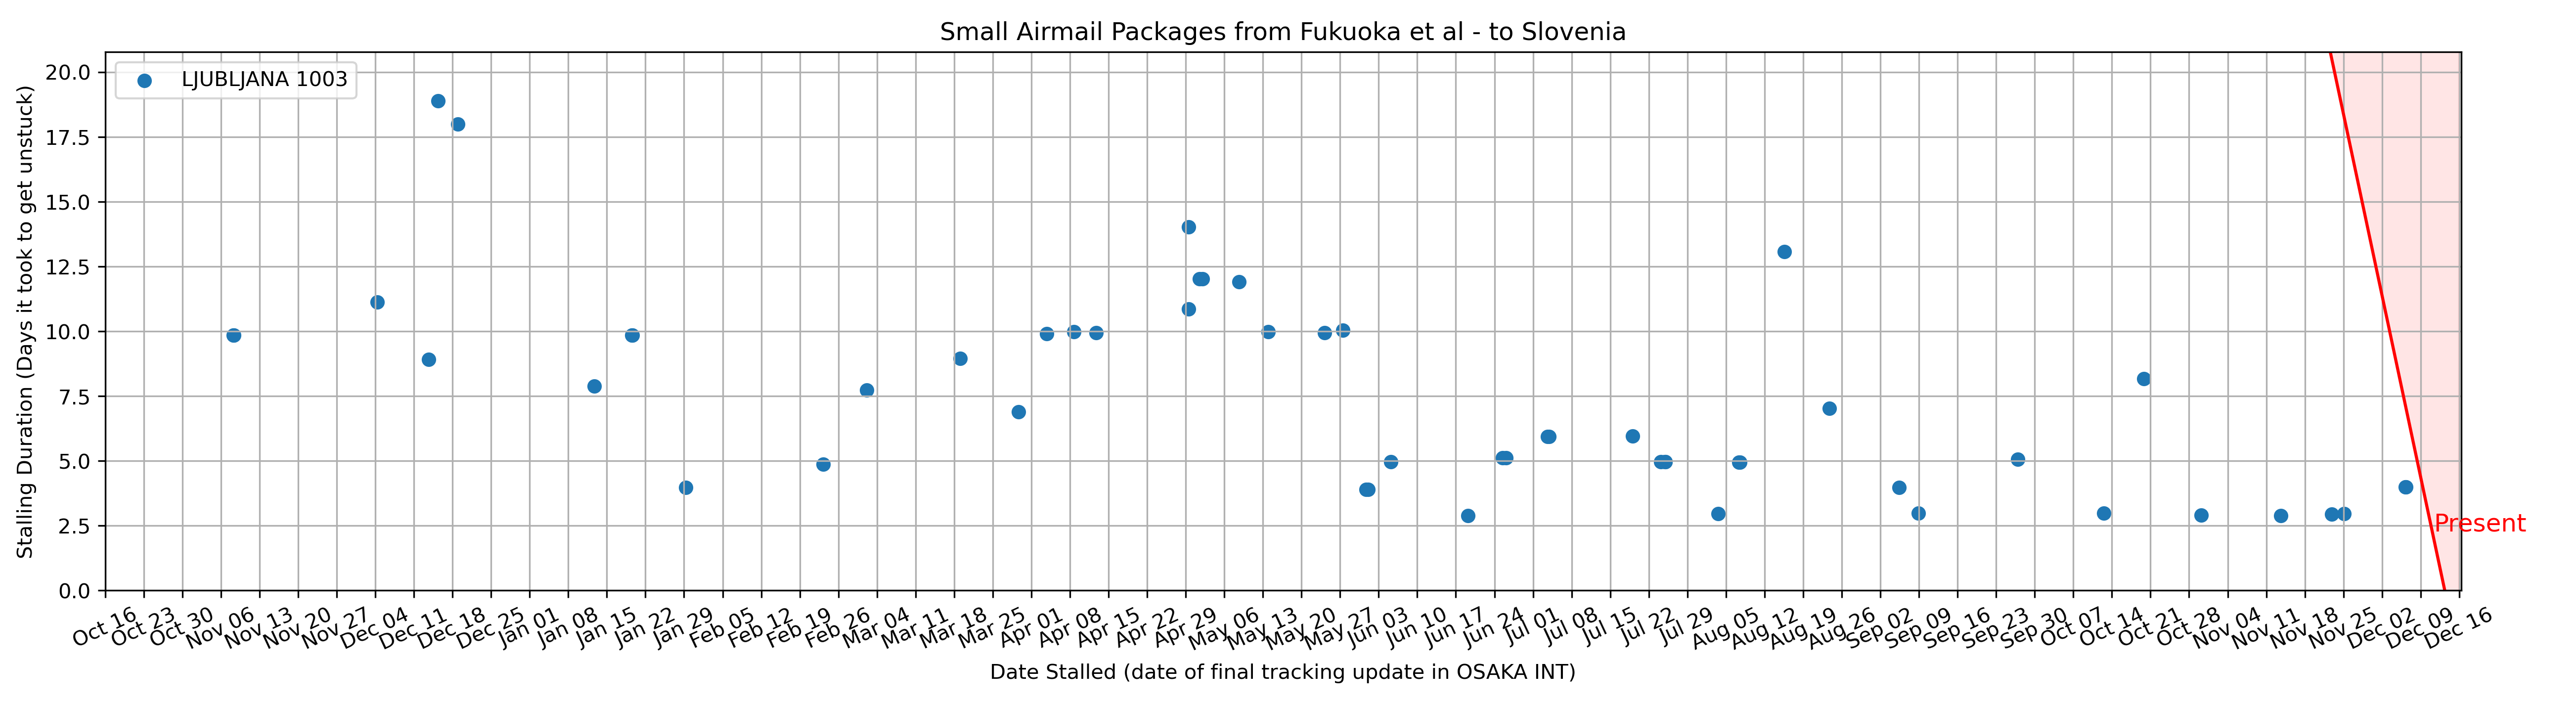 Small Airmail Packages from Fukuoka et al - to Slovenia
LJUBLJANA 1003
Stalling Duration (Days it took to get unstuck)
20.0
17.5
15.0
12.5
10.0
7.5
5.0
2.5
0.0
Present
Oct 16
Oct 23
Oct 30
Nov 06
Nov 13
Nov 20
Nov 27
Dec 04
Dec 11
Dec 18
Dec 25
Jan 01
Jan 08
Jan 15
Jan 22
Jan 29
Feb 05
Feb 12
Feb 19
Feb 26
Mar 04
Mar 11
Mar 18
Mar 25
Apr 01
Apr 08
Apr 15
Apr 22
Apr 29
May 06
May 13
May 20
May 27
Jun 03
Jun 10
Jun 17
Jun 24
Jul 01
Jul 08
Jul 15
Jul 22
Jul 29
Aug 05
Aug 12
Aug 19
Aug 26
Sep 02
Sep 09
Sep 16
Sep 23
Sep 30
Oct 07
Oct 14
Oct 21
Oct 28
Nov 04
Nov 11
Nov 18
Nov 25
Dec 02
Dec 09
Dec 16
Date Stalled (date of final tracking update in OSAKA INT)